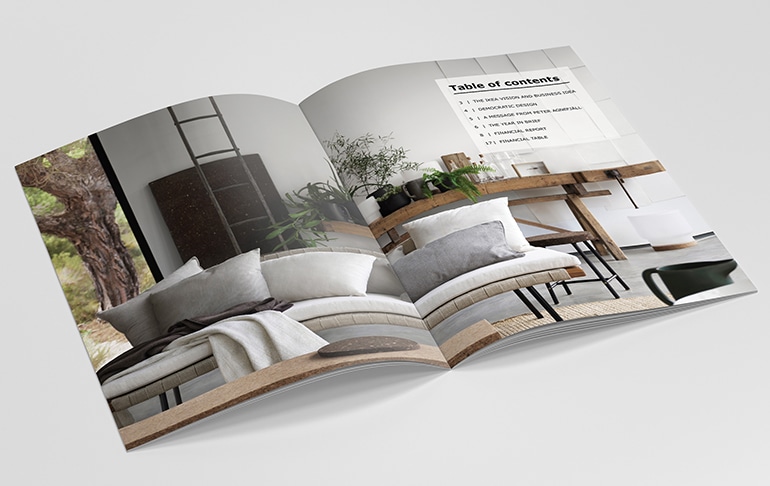 Table of contents
3 | THE IKEA VISION AND BUSINESS IDEA
4 | DEMOCRATIC DESIGN
5 | A MESSAGE FROM PETER AGNEFJÄLL
6 | THE YEAR IN BRIEF
8 | FINANCIAL REPORT
17 | FINANCIAL TABLE